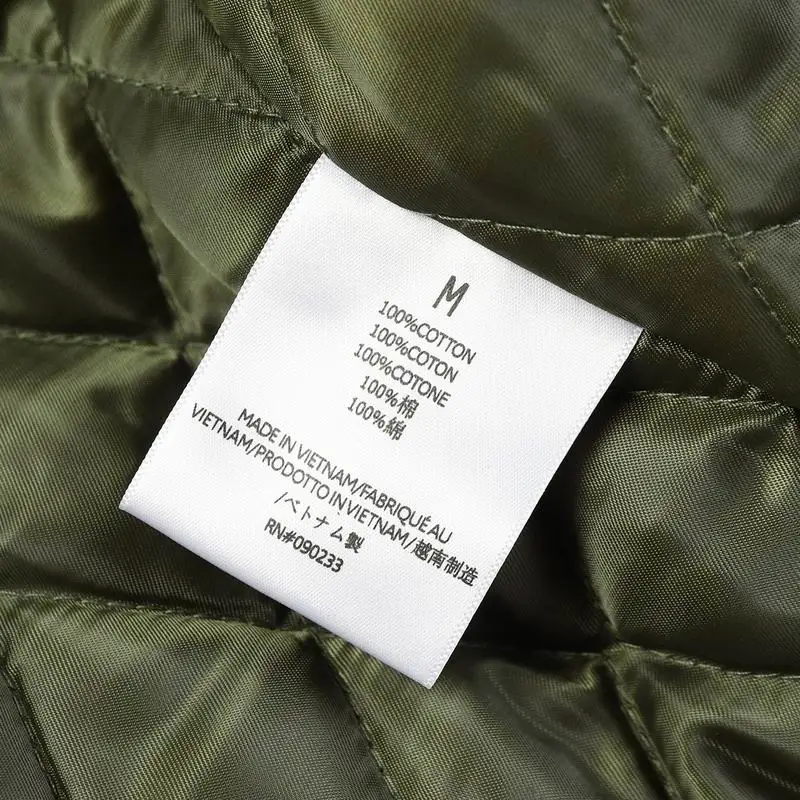 M
100%COTTON
100%COTON
100%COTONE
100%棉
100%綿
MADE IN VIETNAM/FABRIQUÉ AU
VIETNAM/PRODOTTO IN VIETNAM/越南制造
/ベトナム製
RN#090233